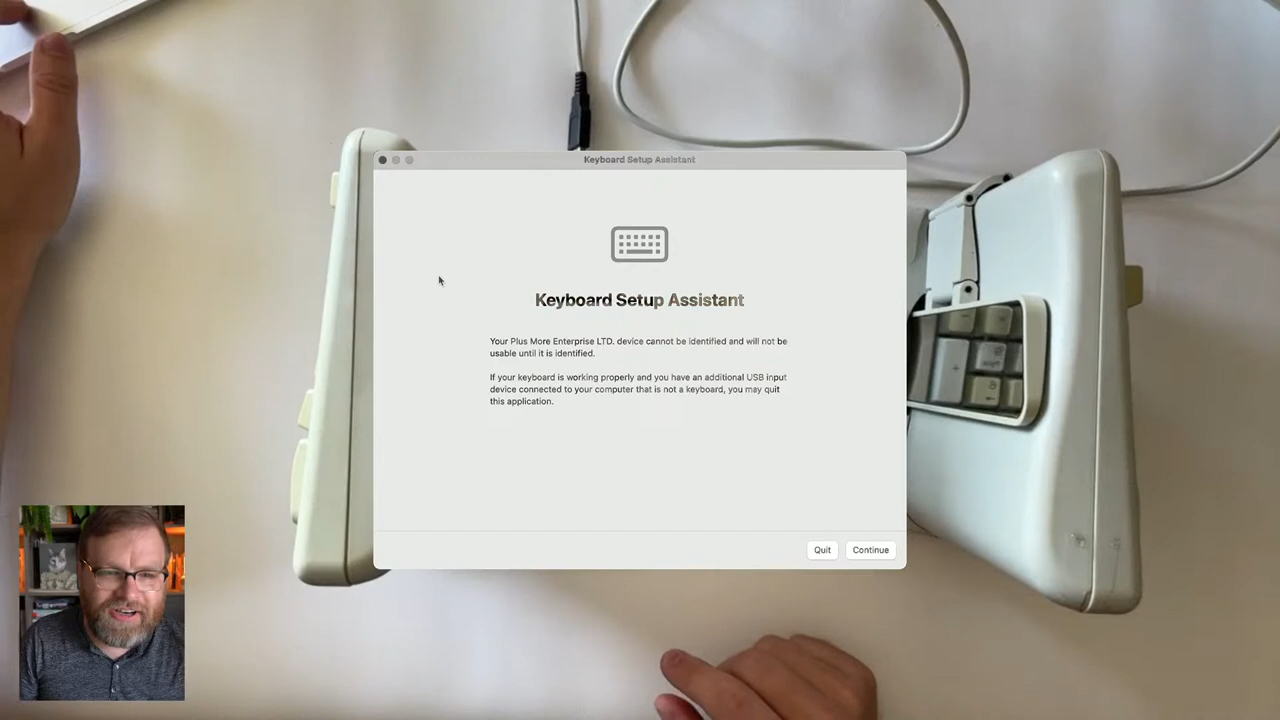 Keyboard Setup Assistant
Keyboard Setup Assistant
Your Plus More Enterprise LTD. device cannot be identified and will not be
usable until it is identified.
If your keyboard is working properly and you have an additional USB input
device connected to your computer that is not a keyboard, you may quit
this application.
Quit
Continue